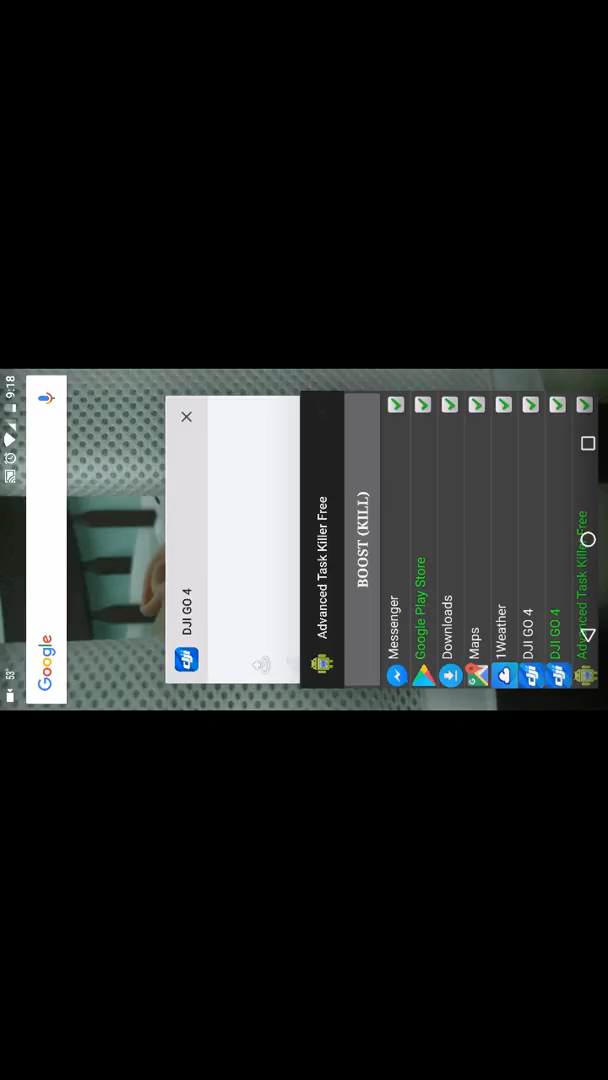 53° 9:18
Google
DJI GO 4
Advanced Task Killer Free
BOOST (KILL)
Messenger
Google Play Store
Downloads
Maps
1Weather
DJI GO 4
DJI GO 4
Advanced Task Killer Free